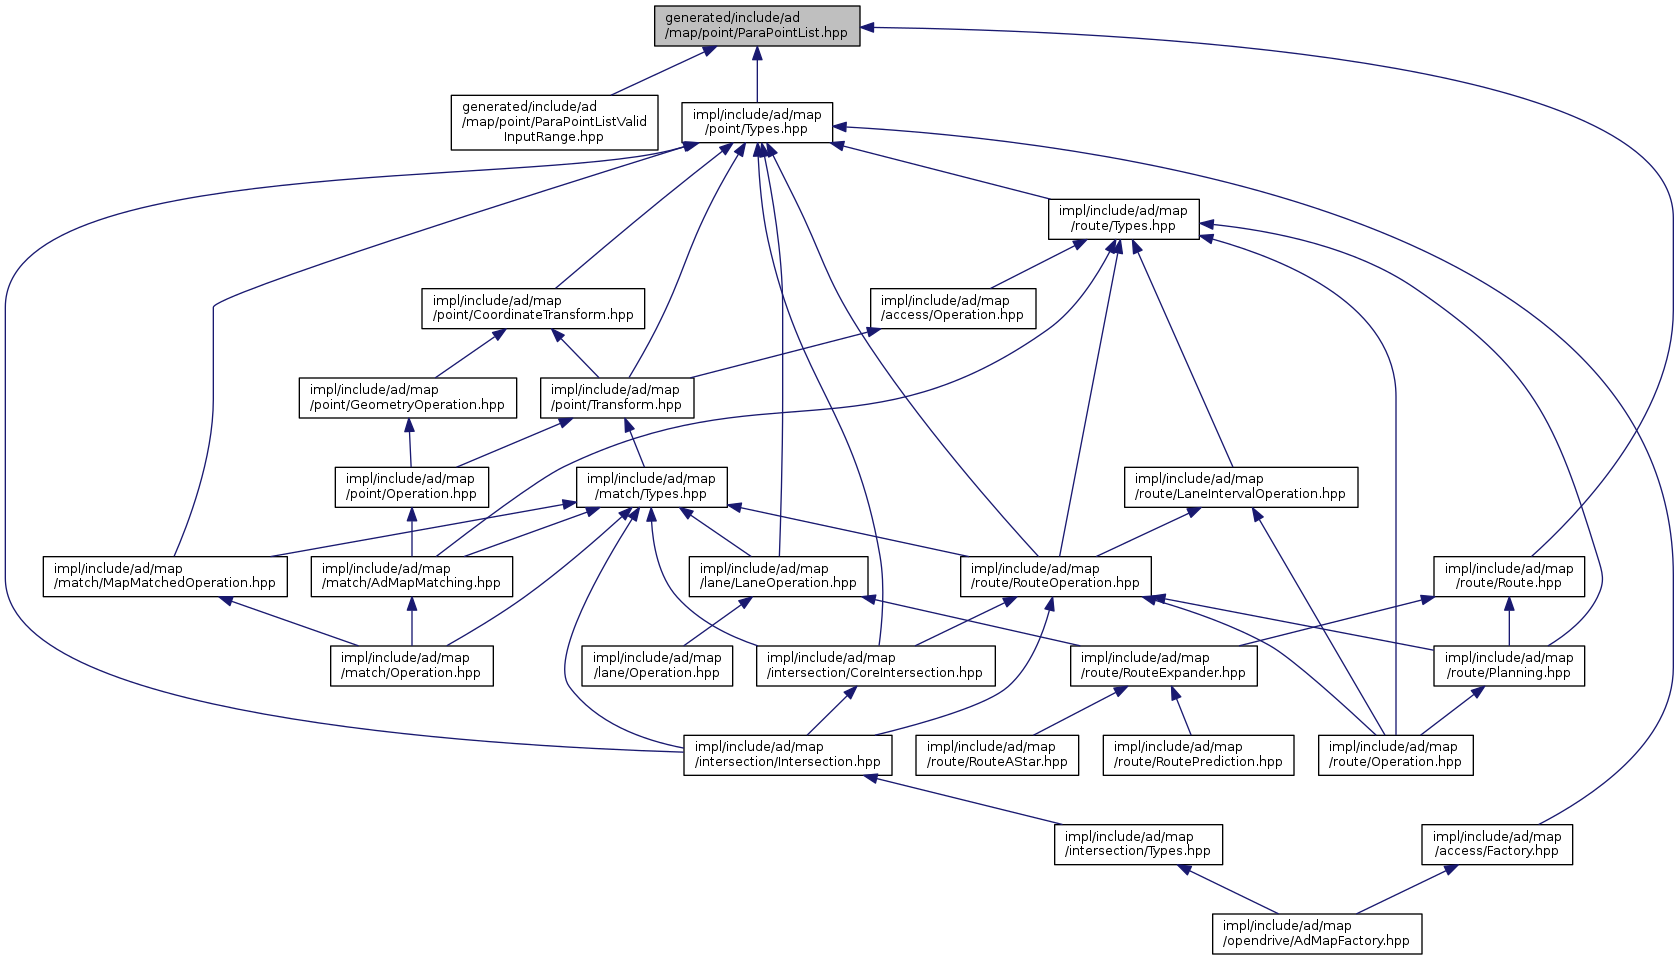 generated/include/ad
/map/point/ParaPointList.hpp
generated/include/ad
/map/point/ParaPointListValid
InputRange.hpp
impl/include/ad/map
/point/Types.hpp
impl/include/ad/map
/route/Types.hpp
impl/include/ad/map
/point/CoordinateTransform.hpp
impl/include/ad/map
/access/Operation.hpp
impl/include/ad/map
/point/GeometryOperation.hpp
impl/include/ad/map
/point/Transform.hpp
impl/include/ad/map
/point/Operation.hpp
impl/include/ad/map
/match/Types.hpp
impl/include/ad/map
/route/LaneIntervalOperation.hpp
impl/include/ad/map
/match/MapMatchedOperation.hpp
impl/include/ad/map
/match/AdMapMatching.hpp
impl/include/ad/map
/lane/LaneOperation.hpp
impl/include/ad/map
/route/RouteOperation.hpp
impl/include/ad/map
/route/Route.hpp
impl/include/ad/map
/match/Operation.hpp
impl/include/ad/map
/lane/Operation.hpp
impl/include/ad/map
/intersection/CoreIntersection.hpp
impl/include/ad/map
/route/RouteExpander.hpp
impl/include/ad/map
/route/Planning.hpp
impl/include/ad/map
/intersection/Intersection.hpp
impl/include/ad/map
/route/RouteAStar.hpp
impl/include/ad/map
/route/RoutePrediction.hpp
impl/include/ad/map
/route/Operation.hpp
impl/include/ad/map
/intersection/Types.hpp
impl/include/ad/map
/access/Factory.hpp
impl/include/ad/map
/opendrive/AdMapFactory.hpp